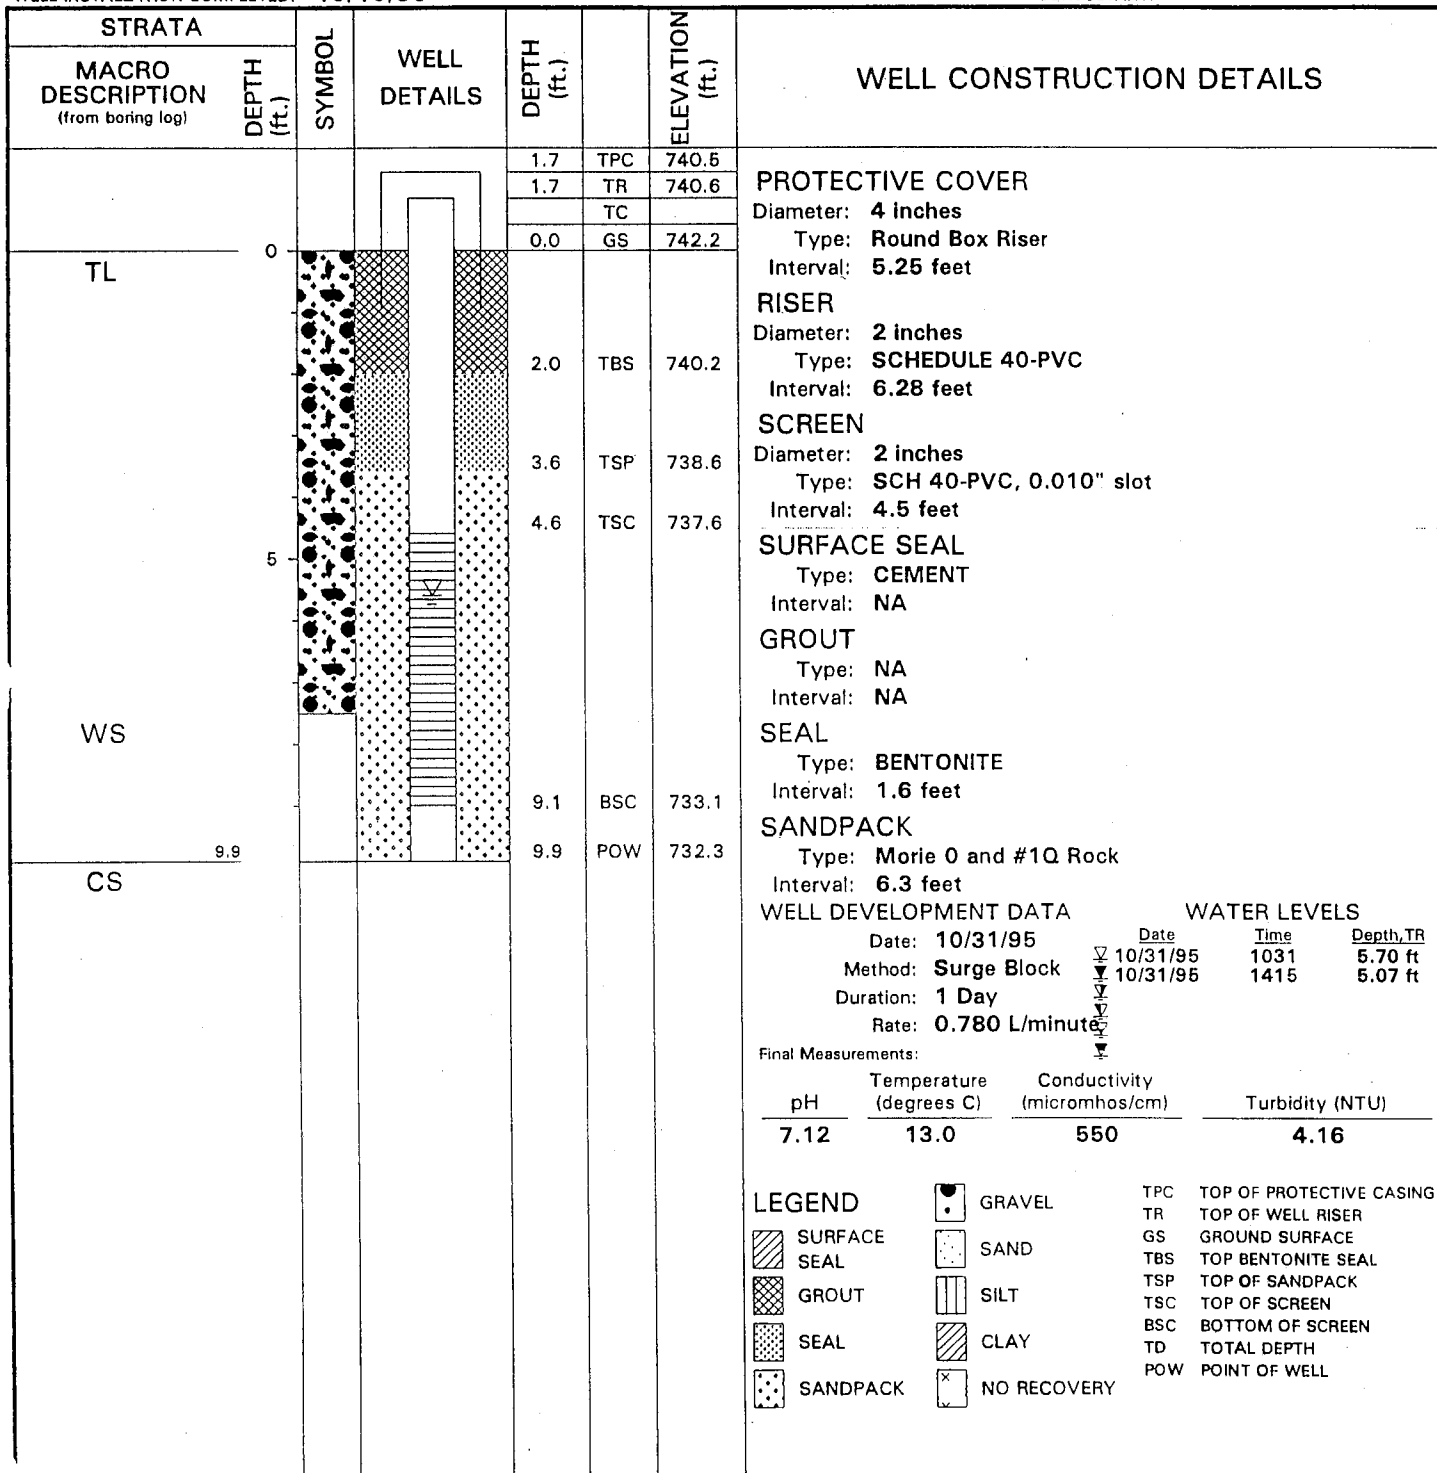 STRATA
MACRO
DESCRIPTION
(from boring log)
DEPTH
(ft.)
SYMBOL
WELL
DETAILS
DEPTH
(ft.)
ELEVATION
(ft.)
WELL CONSTRUCTION DETAILS
1.7 TPC 740.5
1.7 TR 740.6
TC
0.0 GS 742.2
0
TL
2.0 TBS 740.2
3.6 TSP 738.6
4.6 TSC 737.6
5
WS
9.1 BSC 733.1
9.9
9.9 POW 732.3
CS
PROTECTIVE COVER
Diameter: 4 inches
Type: Round Box Riser
Interval: 5.25 feet
RISER
Diameter: 2 inches
Type: SCHEDULE 40-PVC
Interval: 6.28 feet
SCREEN
Diameter: 2 inches
Type: SCH 40-PVC, 0.010" slot
Interval: 4.5 feet
SURFACE SEAL
Type: CEMENT
Interval: NA
GROUT
Type: NA
Interval: NA
SEAL
Type: BENTONITE
Interval: 1.6 feet
SANDPACK
Type: Morie 0 and #1Q Rock
Interval: 6.3 feet
WELL DEVELOPMENT DATA
Date: 10/31/95
Method: Surge Block
Duration: 1 Day
Rate: 0.780 L/minute
WATER LEVELS
Date Time Depth,TR
10/31/95 1031 5.70 ft
10/31/95 1415 5.07 ft
Final Measurements:
pH Temperature (degrees C) Conductivity (micromhos/cm) Turbidity (NTU)
7.12 13.0 550 4.16
LEGEND
SURFACE
SEAL
GROUT
SEAL
SANDPACK
GRAVEL
SAND
SILT
CLAY
NO RECOVERY
TPC TOP OF PROTECTIVE CASING
TR TOP OF WELL RISER
GS GROUND SURFACE
TBS TOP BENTONITE SEAL
TSP TOP OF SANDPACK
TSC TOP OF SCREEN
BSC BOTTOM OF SCREEN
TD TOTAL DEPTH
POW POINT OF WELL